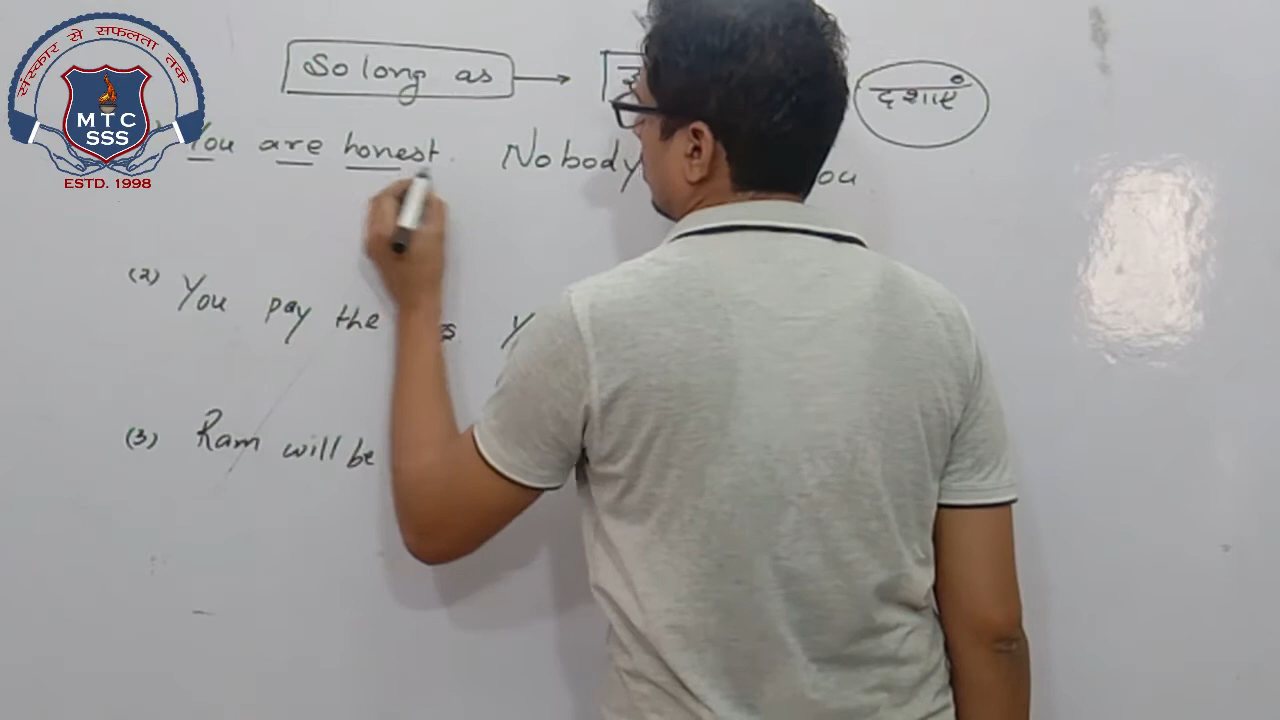 संस्कार से सफलता तक
MTC
SSS
ESTD. 1998
So long as
You are honest. Nobody
(2) You pay the
(3) Ram will be